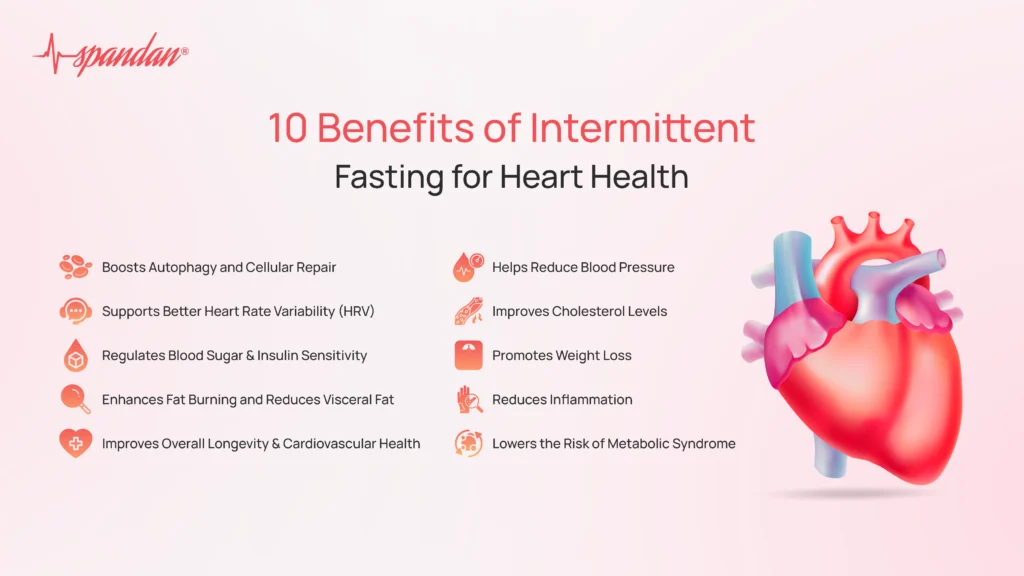 spandan®
10 Benefits of Intermittent
Fasting for Heart Health
Boosts Autophagy and Cellular Repair
Supports Better Heart Rate Variability (HRV)
Regulates Blood Sugar & Insulin Sensitivity
Enhances Fat Burning and Reduces Visceral Fat
Improves Overall Longevity & Cardiovascular Health
Helps Reduce Blood Pressure
Improves Cholesterol Levels
Promotes Weight Loss
Reduces Inflammation
Lowers the Risk of Metabolic Syndrome